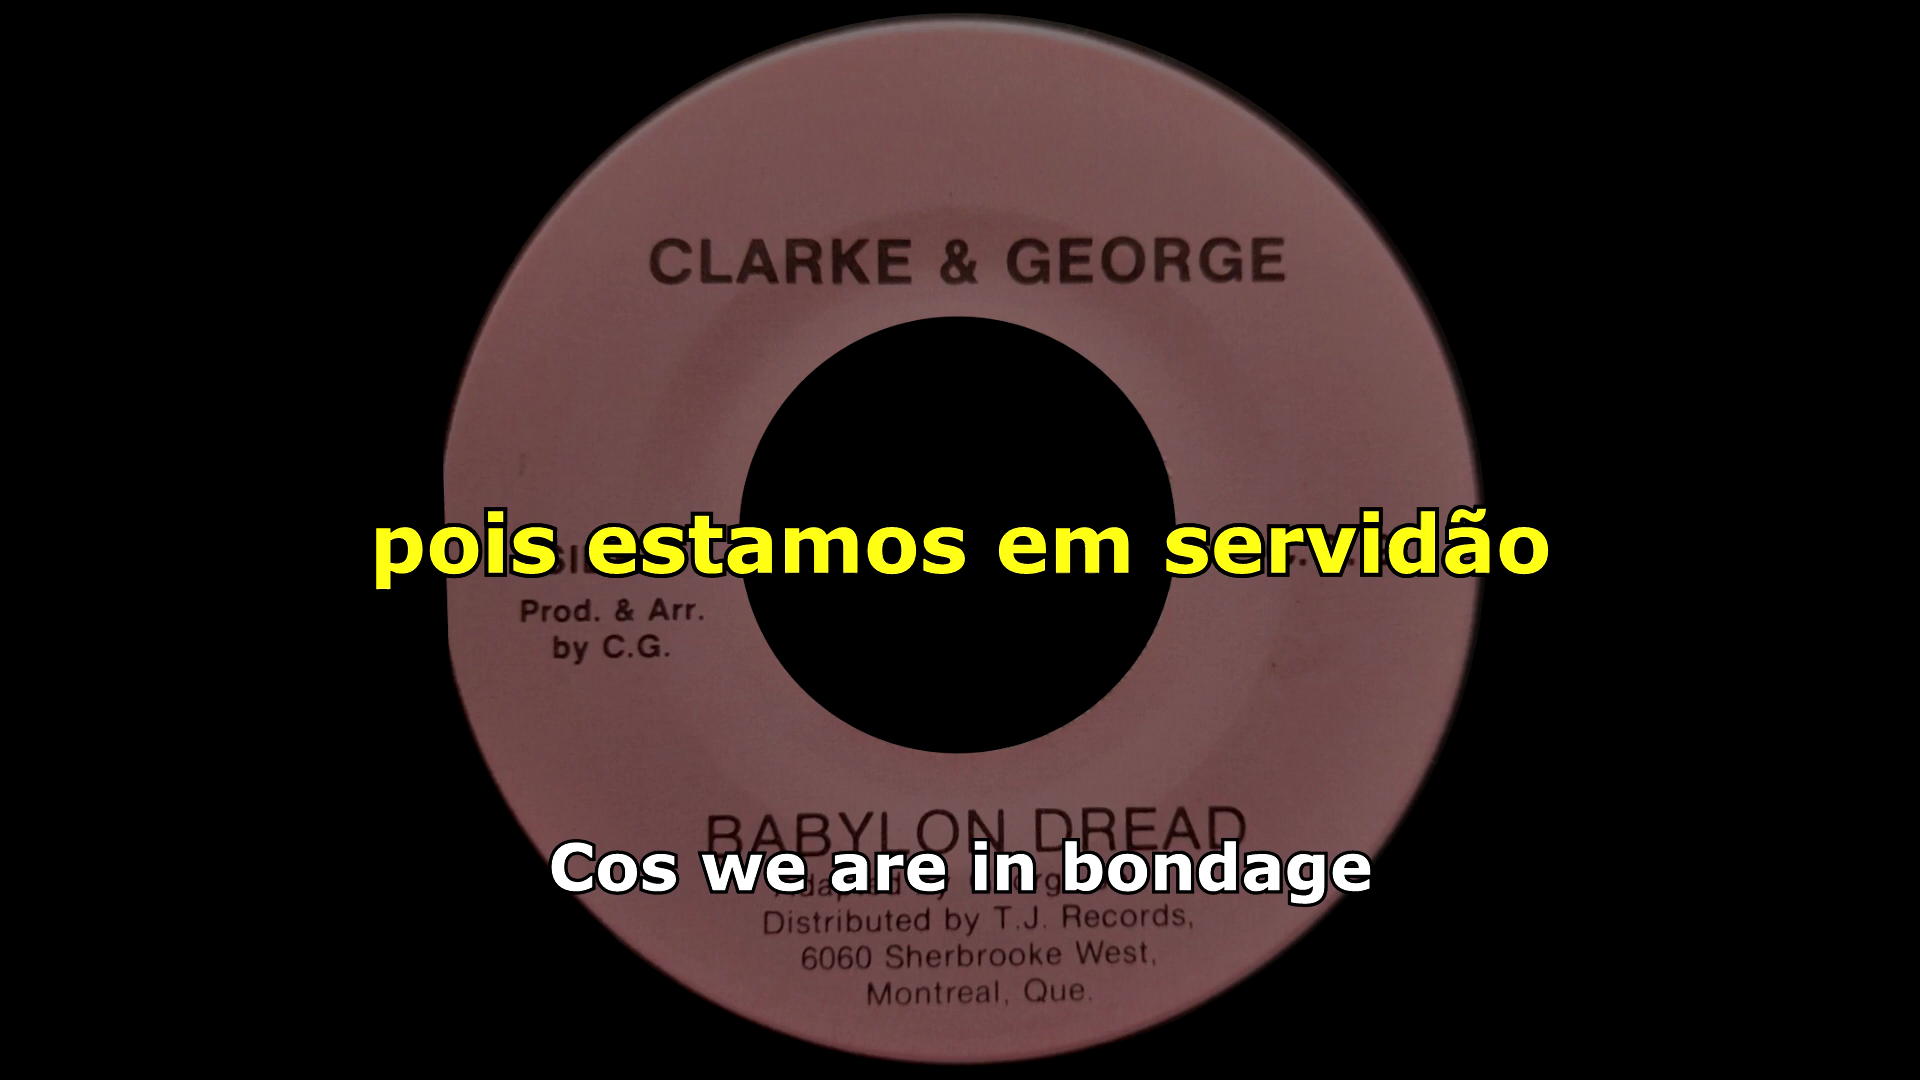 CLARKE & GEORGE
pois estamos em servidão
Prod. & Arr.
by C.G.
BABYLON DREAD
Cos we are in bondage
Distributed by T.J. Records,
6060 Sherbrooke West,
Montreal, Que.